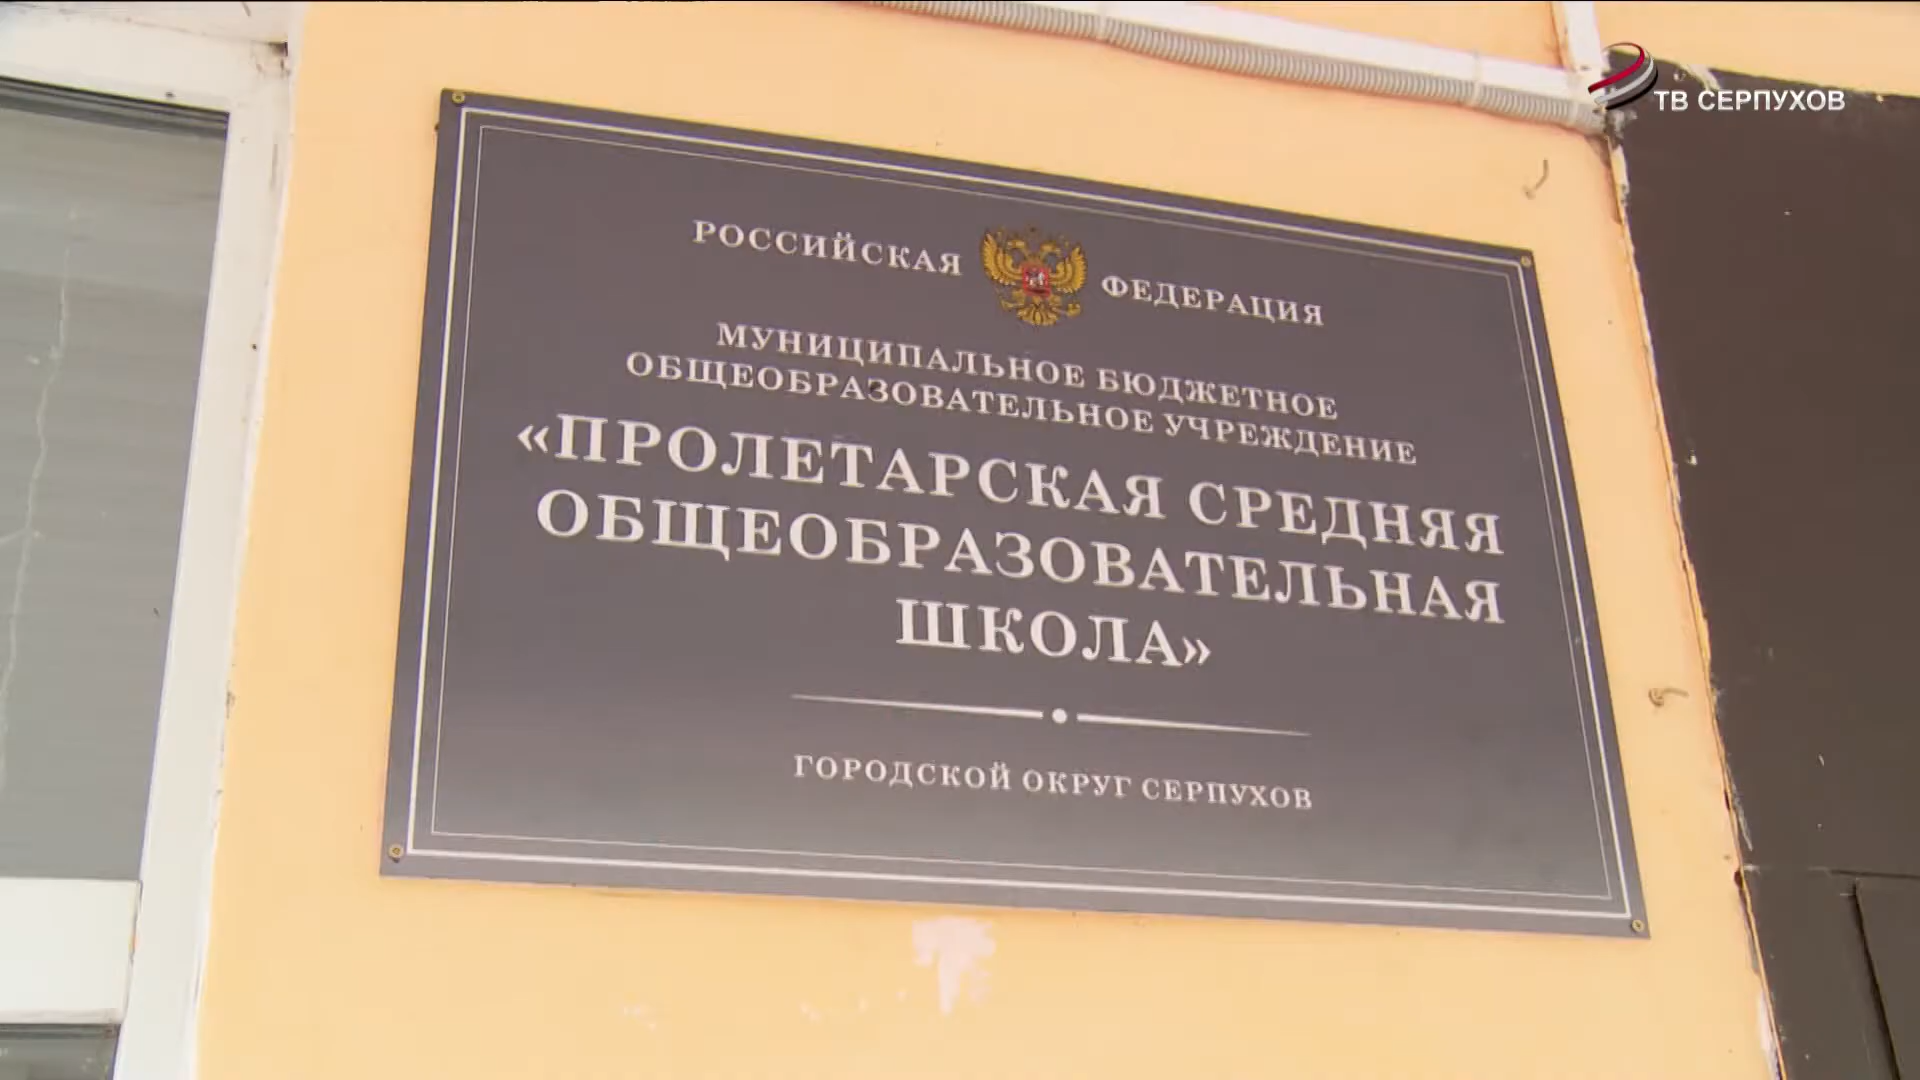 ТВ СЕРПУХОВ
РОССИЙСКАЯ ФЕДЕРАЦИЯ
МУНИЦИПАЛЬНОЕ БЮДЖЕТНОЕ
ОБЩЕОБРАЗОВАТЕЛЬНОЕ УЧРЕЖДЕНИЕ
«ПРОЛЕТАРСКАЯ СРЕДНЯЯ
ОБЩЕОБРАЗОВАТЕЛЬНАЯ
ШКОЛА»
ГОРОДСКОЙ ОКРУГ СЕРПУХОВ